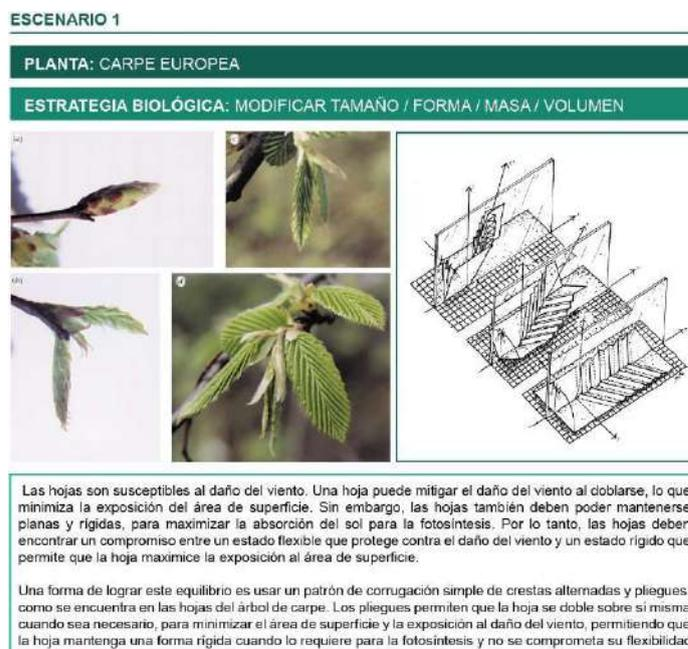 ESCENARIO 1
PLANTA: CARPE EUROPEA
ESTRATEGIA BIOLÓGICA: MODIFICAR TAMAÑO / FORMA / MASA / VOLUMEN
(a)
(b)
Las hojas son susceptibles al daño del viento. Una hoja puede mitigar el daño del viento al doblarse, lo que
minimiza la exposición del área de superficie. Sin embargo, las hojas también deben poder mantenerse
planas y rígidas, para maximizar la absorción del sol para la fotosíntesis. Por lo tanto, las hojas deben
encontrar un compromiso entre un estado flexible que protege contra el daño del viento y un estado rígido que
permite que la hoja maximice la exposición al área de superficie.
Una forma de lograr este equilibrio es usar un patrón de corrugación simple de crestas alternadas y pliegues,
como se encuentra en las hojas del árbol de carpe. Los pliegues permiten que la hoja se doble sobre sí misma
cuando sea necesario, para minimizar el área de superficie y la exposición al daño del viento, permitiendo que
la hoja mantenga una forma rígida cuando lo requiere para la fotosíntesis y no se comprometa su flexibilidad